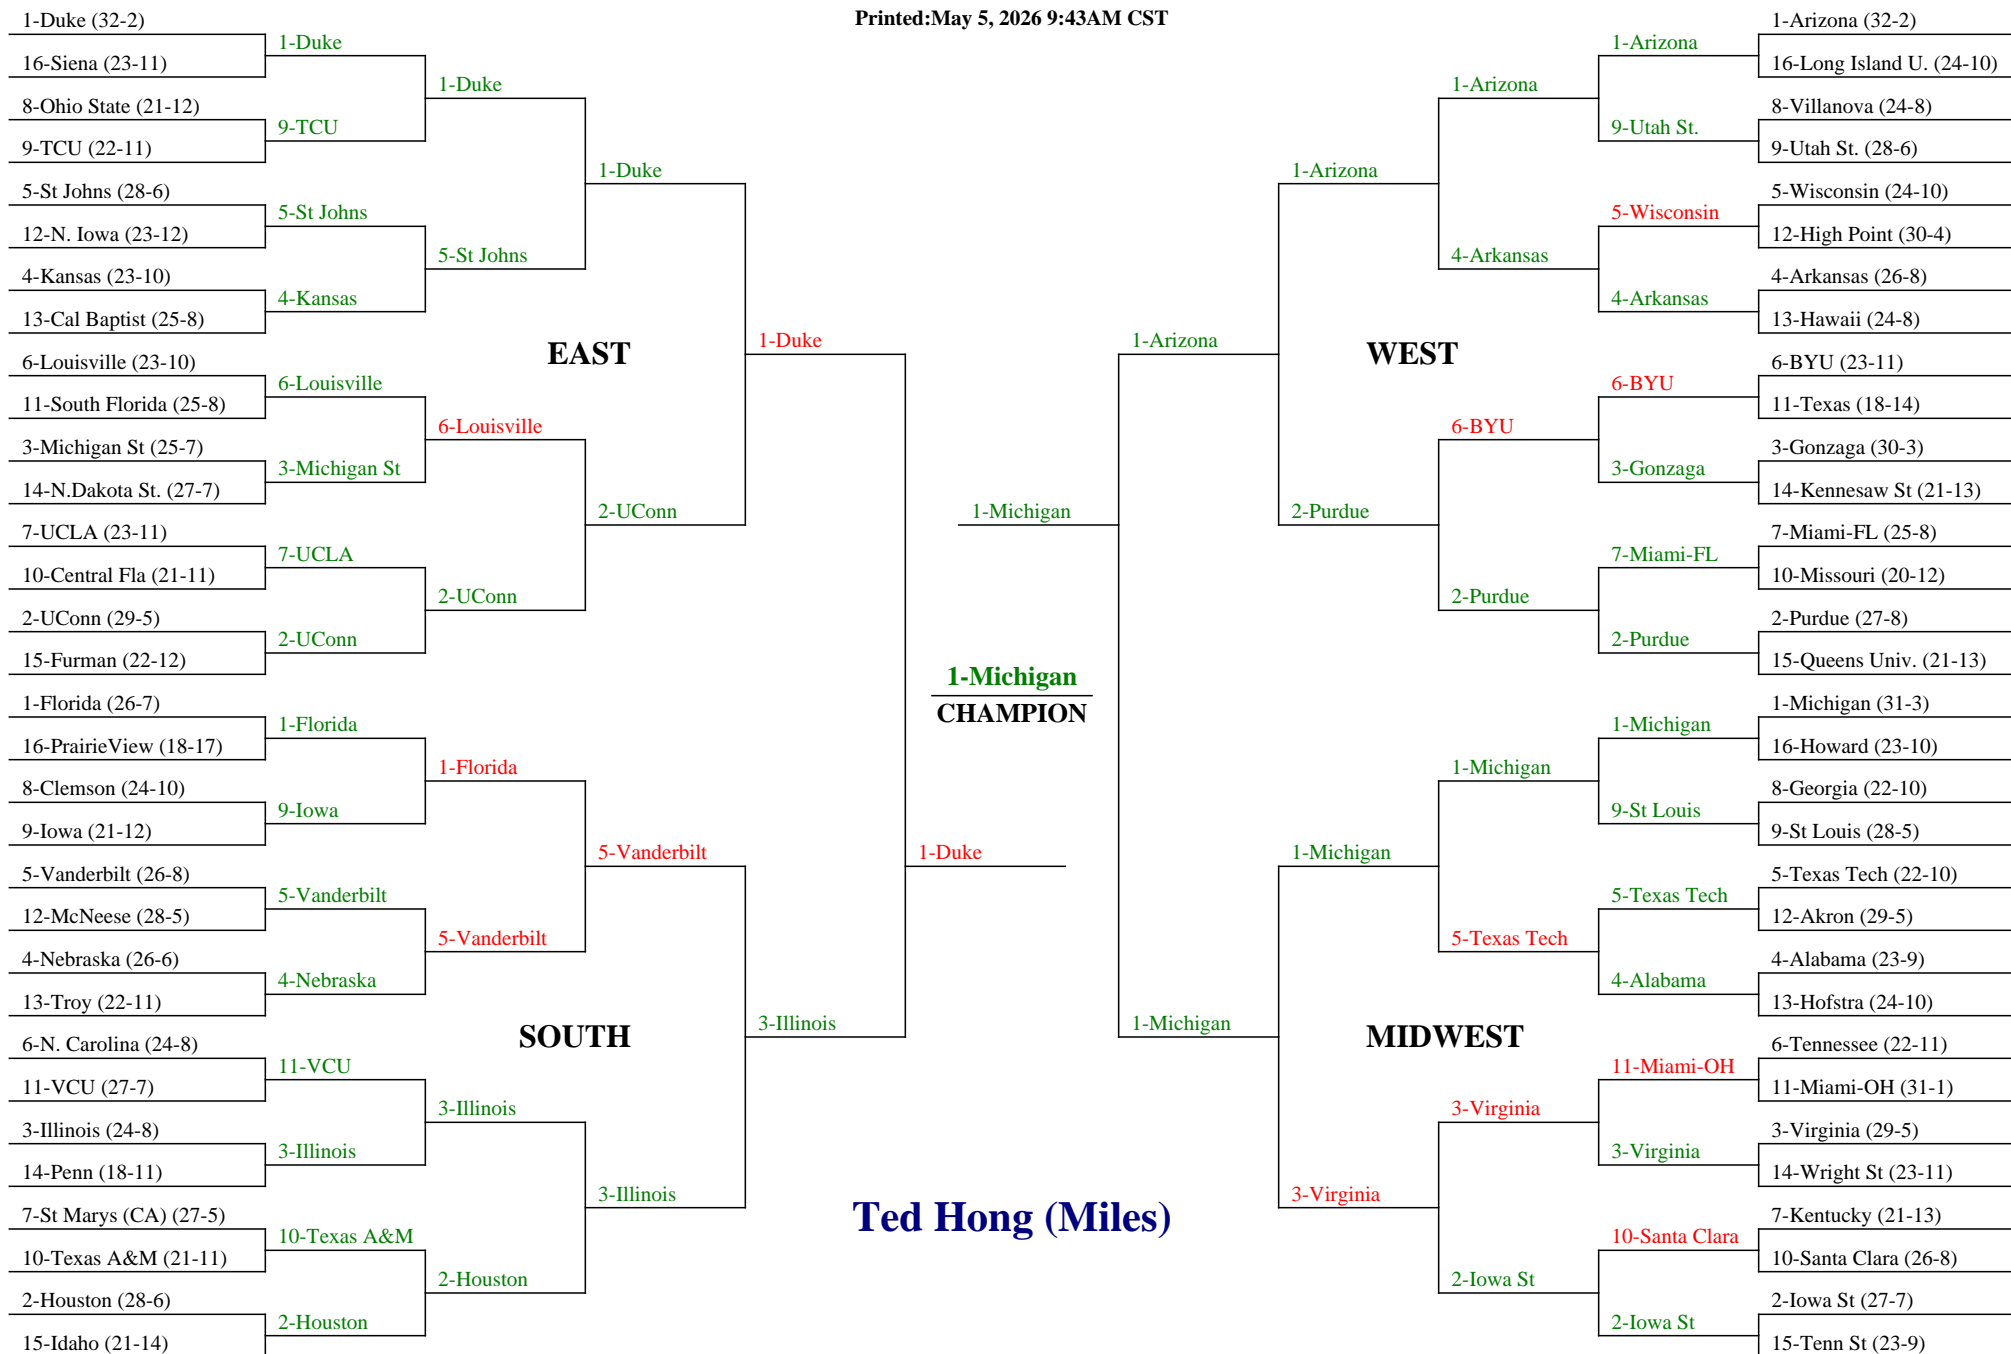 Printed:May 5, 2026 9:43AM CST
1-Duke (32-2)
16-Siena (23-11)
8-Ohio State (21-12)
9-TCU (22-11)
5-St Johns (28-6)
12-N. Iowa (23-12)
4-Kansas (23-10)
13-Cal Baptist (25-8)
6-Louisville (23-10)
11-South Florida (25-8)
3-Michigan St (25-7)
14-N.Dakota St. (27-7)
7-UCLA (23-11)
10-Central Fla (21-11)
2-UConn (29-5)
15-Furman (22-12)
1-Florida (26-7)
16-PrairieView (18-17)
8-Clemson (24-10)
9-Iowa (21-12)
5-Vanderbilt (26-8)
12-McNeese (28-5)
4-Nebraska (26-6)
13-Troy (22-11)
6-N. Carolina (24-8)
11-VCU (27-7)
3-Illinois (24-8)
14-Penn (18-11)
7-St Marys (CA) (27-5)
10-Texas A&M (21-11)
2-Houston (28-6)
15-Idaho (21-14)
1-Duke
9-TCU
5-St Johns
4-Kansas
6-Louisville
3-Michigan St
7-UCLA
2-UConn
1-Florida
9-Iowa
5-Vanderbilt
4-Nebraska
11-VCU
3-Illinois
10-Texas A&M
2-Houston
1-Duke
5-St Johns
6-Louisville
2-UConn
1-Florida
5-Vanderbilt
3-Illinois
2-Houston
EAST
SOUTH
1-Duke
2-UConn
5-Vanderbilt
3-Illinois
1-Duke
3-Illinois
1-Duke
1-Michigan
1-Michigan
CHAMPION
Ted Hong (Miles)
1-Arizona
1-Michigan
1-Arizona
2-Purdue
1-Michigan
3-Virginia
WEST
MIDWEST
1-Arizona
4-Arkansas
6-BYU
2-Purdue
1-Michigan
5-Texas Tech
3-Virginia
2-Iowa St
1-Arizona
9-Utah St.
5-Wisconsin
4-Arkansas
6-BYU
3-Gonzaga
7-Miami-FL
2-Purdue
1-Michigan
9-St Louis
5-Texas Tech
4-Alabama
11-Miami-OH
3-Virginia
10-Santa Clara
2-Iowa St
1-Arizona (32-2)
16-Long Island U. (24-10)
8-Villanova (24-8)
9-Utah St. (28-6)
5-Wisconsin (24-10)
12-High Point (30-4)
4-Arkansas (26-8)
13-Hawaii (24-8)
6-BYU (23-11)
11-Texas (18-14)
3-Gonzaga (30-3)
14-Kennesaw St (21-13)
7-Miami-FL (25-8)
10-Missouri (20-12)
2-Purdue (27-8)
15-Queens Univ. (21-13)
1-Michigan (31-3)
16-Howard (23-10)
8-Georgia (22-10)
9-St Louis (28-5)
5-Texas Tech (22-10)
12-Akron (29-5)
4-Alabama (23-9)
13-Hofstra (24-10)
6-Tennessee (22-11)
11-Miami-OH (31-1)
3-Virginia (29-5)
14-Wright St (23-11)
7-Kentucky (21-13)
10-Santa Clara (26-8)
2-Iowa St (27-7)
15-Tenn St (23-9)